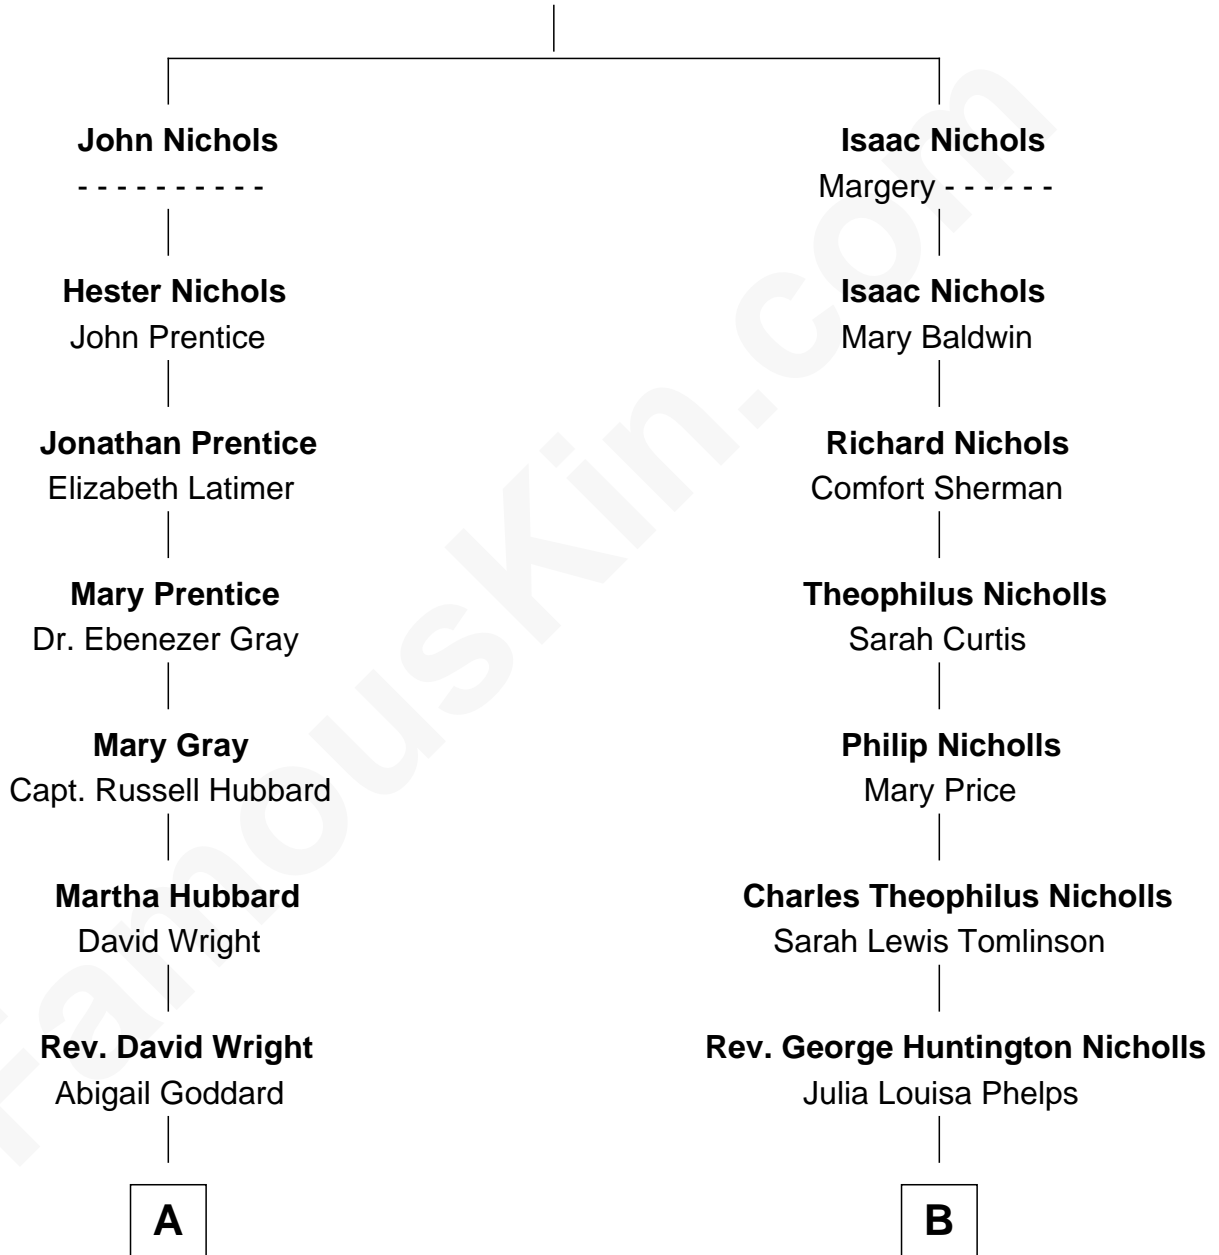 John Nichols
- - - - - - - - - -
Hester Nichols
John Prentice
Jonathan Prentice
Elizabeth Latimer
Mary Prentice
Dr. Ebenezer Gray
Mary Gray
Capt. Russell Hubbard
Martha Hubbard
David Wright
Rev. David Wright
Abigail Goddard
A
Isaac Nichols
Margery - - - - - -
Isaac Nichols
Mary Baldwin
Richard Nichols
Comfort Sherman
Theophilus Nicholls
Sarah Curtis
Philip Nicholls
Mary Price
Charles Theophilus Nicholls
Sarah Lewis Tomlinson
Rev. George Huntington Nicholls
Julia Louisa Phelps
B
FamousKin.com